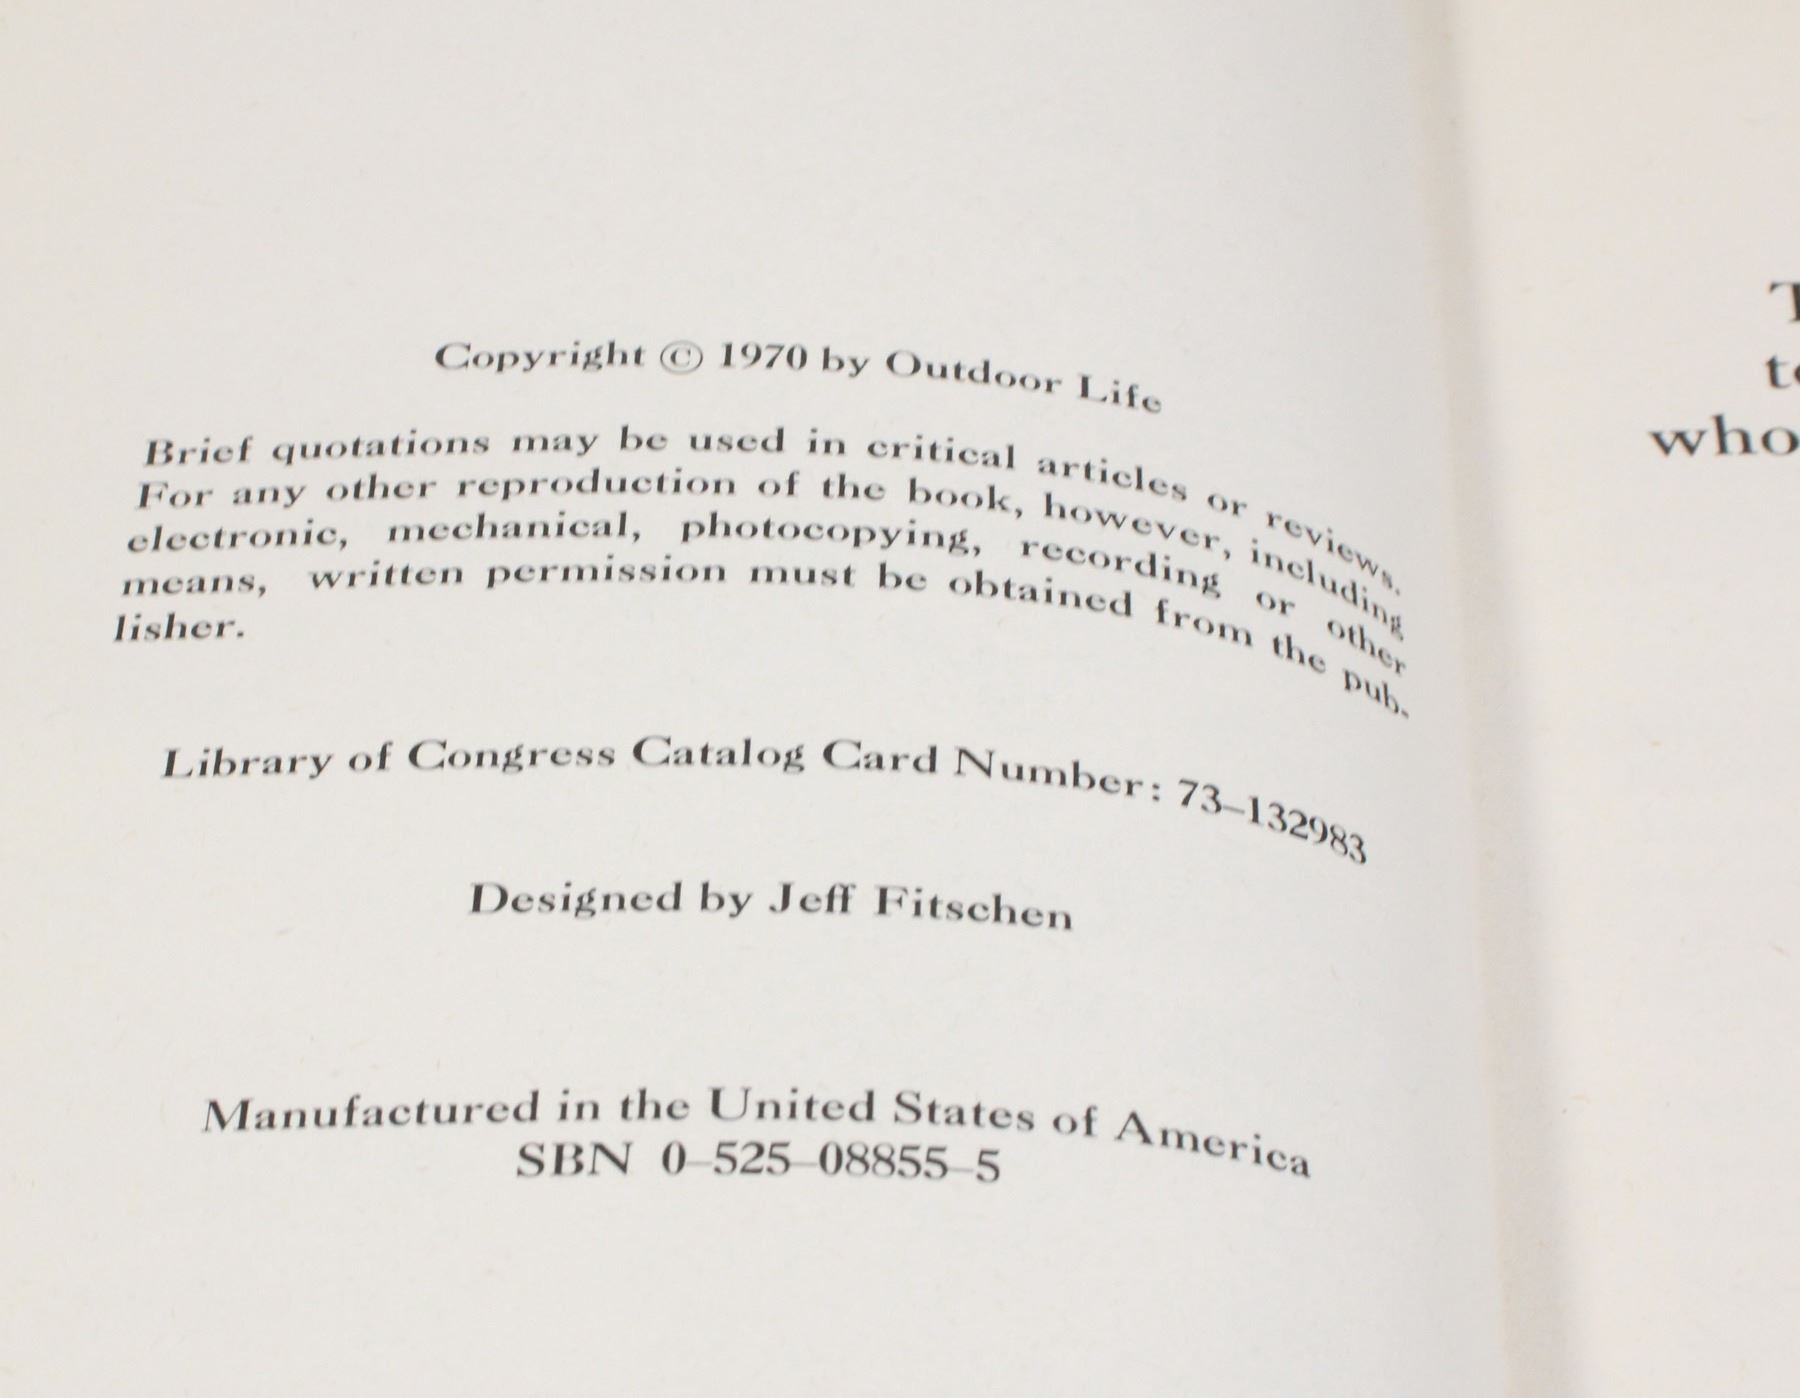 Copyright © 1970 by Outdoor Life
Brief quotations may be used in critical articles or reviews.
For any other reproduction of the book, however, including
electronic, mechanical, photocopying, recording or other
means, written permission must be obtained from the pub-
lisher.
Library of Congress Catalog Card Number: 73–132983
Designed by Jeff Fitschen
Manufactured in the United States of America
SBN 0–525–08855–5
who